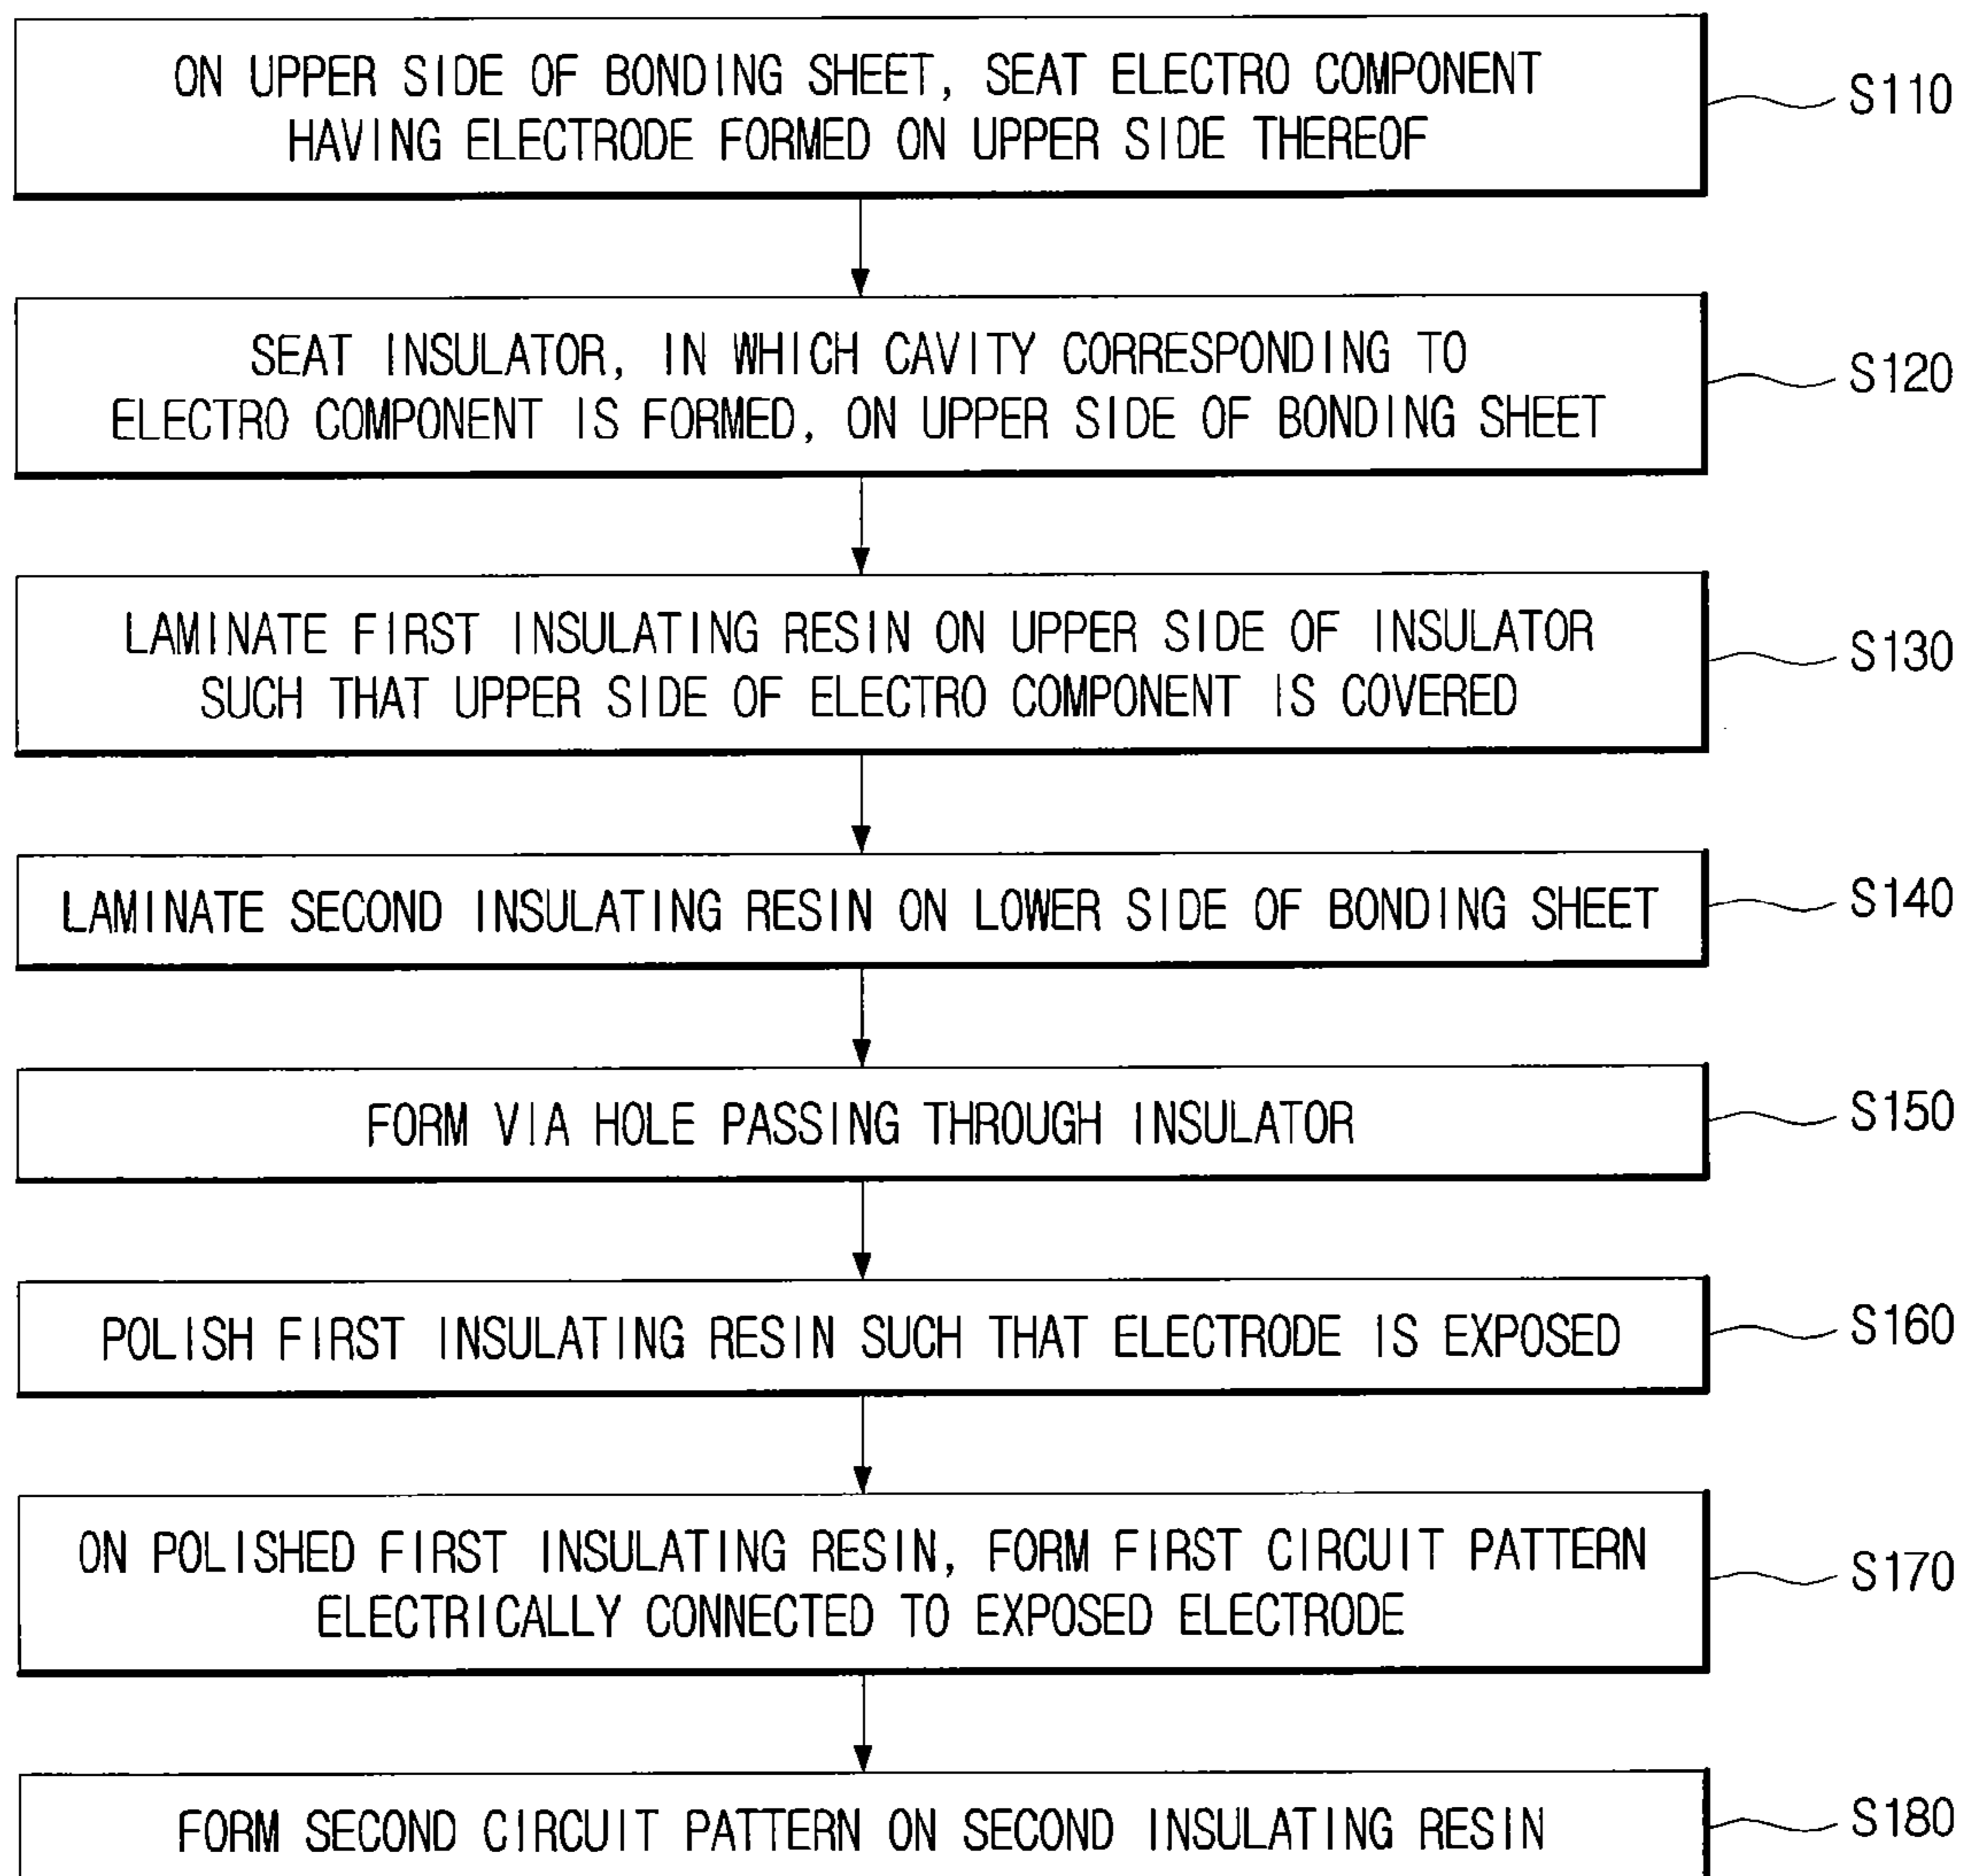 ON UPPER SIDE OF BONDING SHEET, SEAT ELECTRO COMPONENT
HAVING ELECTRODE FORMED ON UPPER SIDE THEREOF
S110
SEAT INSULATOR, IN WHICH CAVITY CORRESPONDING TO
ELECTRO COMPONENT IS FORMED, ON UPPER SIDE OF BONDING SHEET
S120
LAMINATE FIRST INSULATING RESIN ON UPPER SIDE OF INSULATOR
SUCH THAT UPPER SIDE OF ELECTRO COMPONENT IS COVERED
S130
LAMINATE SECOND INSULATING RESIN ON LOWER SIDE OF BONDING SHEET
S140
FORM VIA HOLE PASSING THROUGH INSULATOR
S150
POLISH FIRST INSULATING RESIN SUCH THAT ELECTRODE IS EXPOSED
S160
ON POLISHED FIRST INSULATING RESIN, FORM FIRST CIRCUIT PATTERN
ELECTRICALLY CONNECTED TO EXPOSED ELECTRODE
S170
FORM SECOND CIRCUIT PATTERN ON SECOND INSULATING RESIN
S180